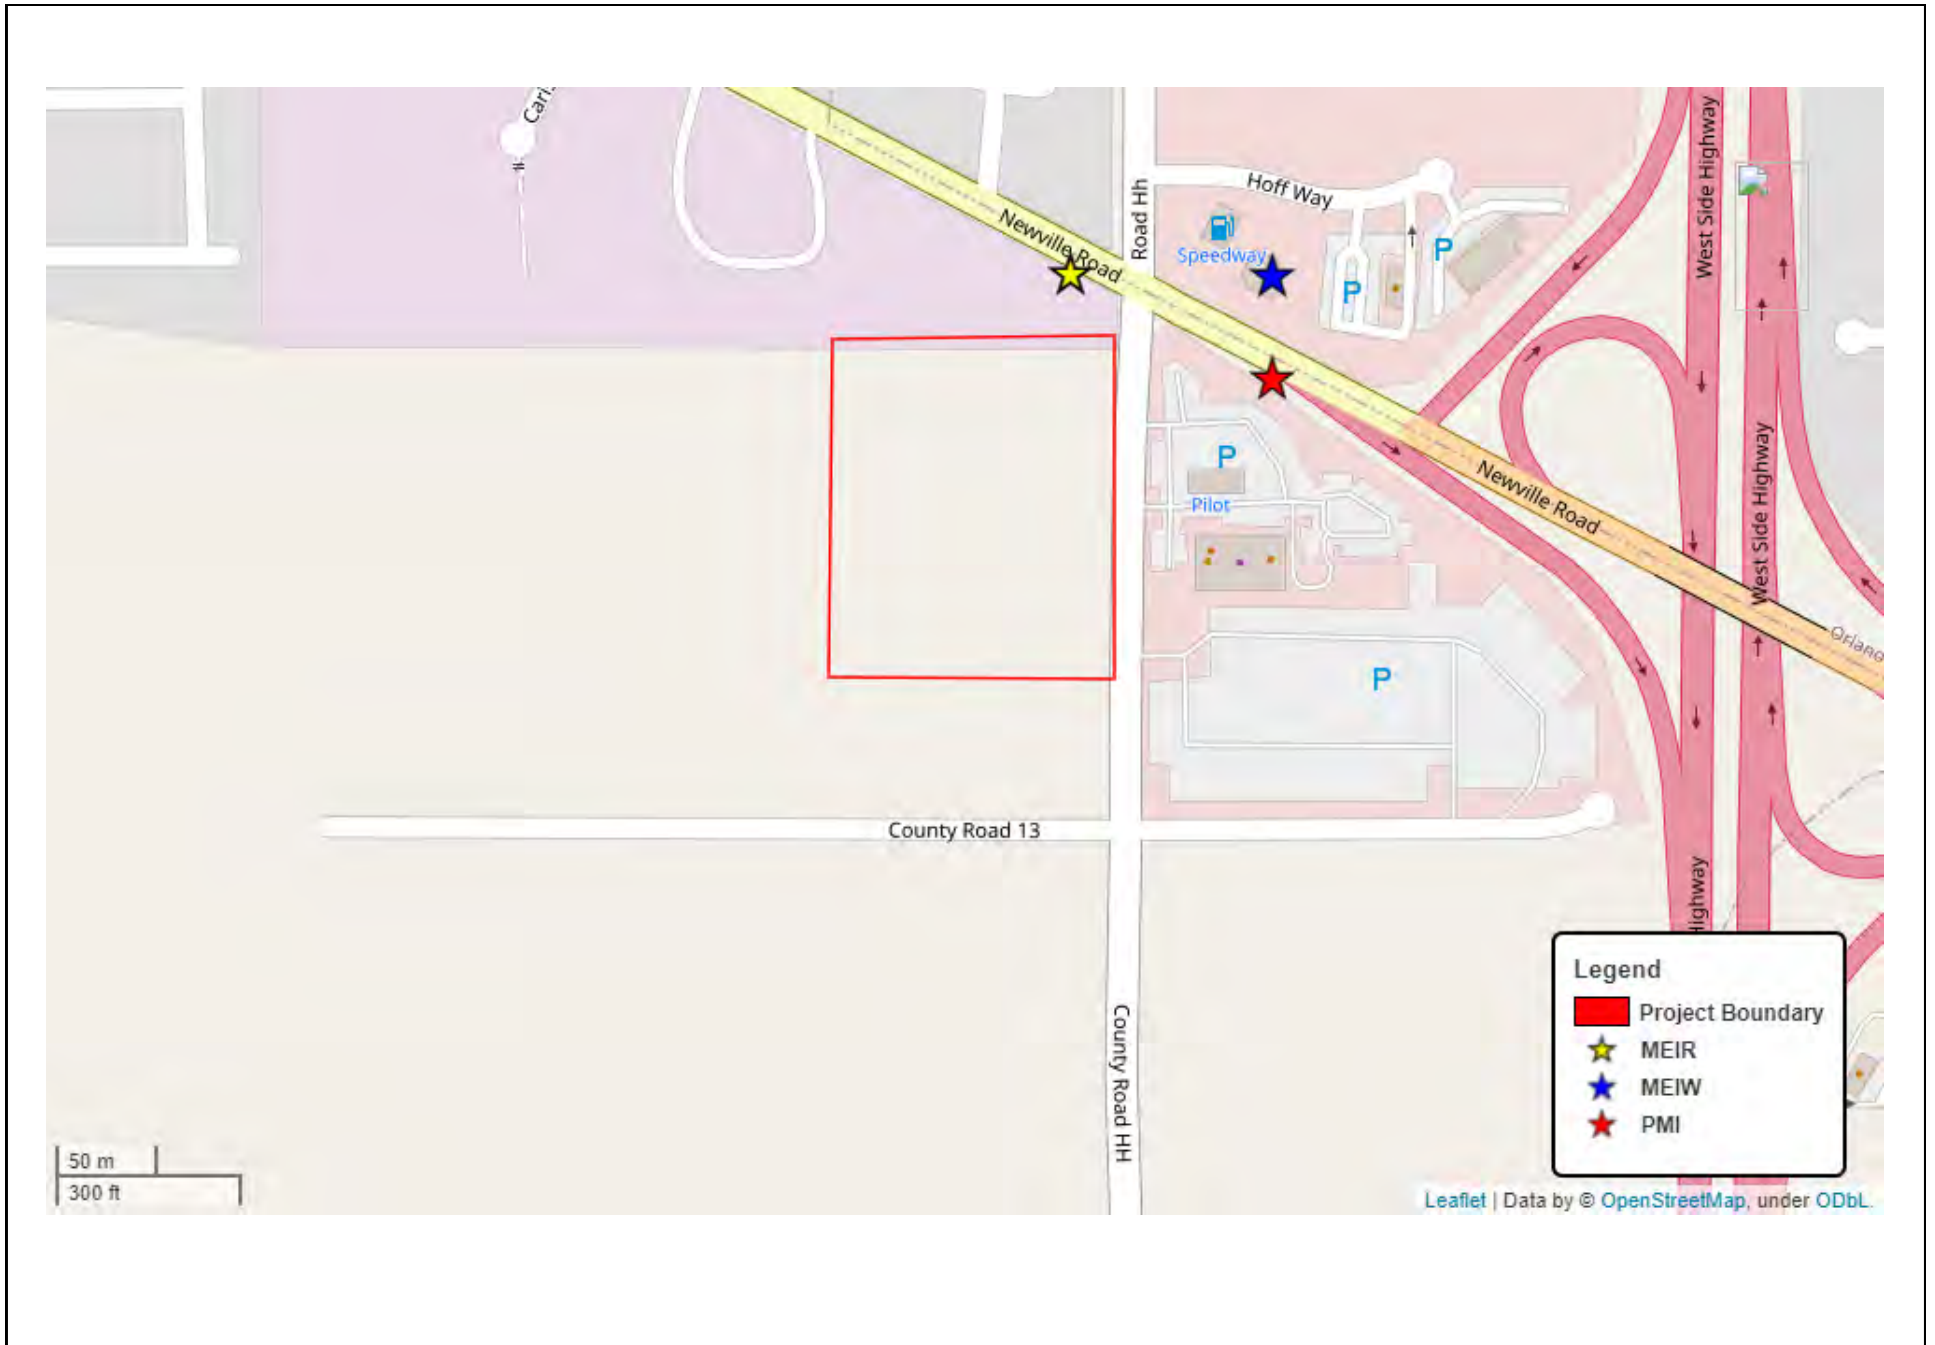 Newville Road
Road Hh
Hoff Way
Speedway
P
P
West Side Highway
P
Pilot
Newville Road
West Side Highway
P
County Road 13
County Road HH
Legend
Project Boundary
MEIR
MEIW
PMI
50 m
300 ft
Leaflet | Data by © OpenStreetMap, under ODbL.